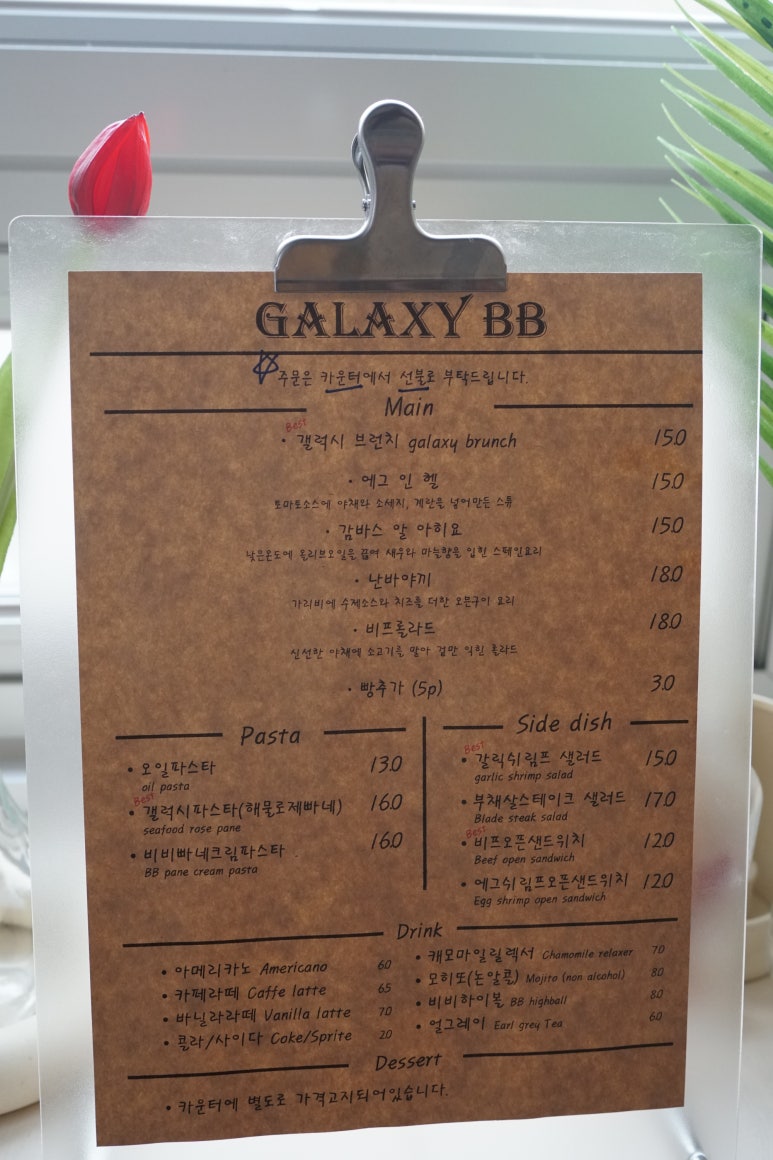 GALAXY BB
주문은 카운터에서 선불로 부탁드립니다.
Main
Best
• 갤럭시 브런치 galaxy brunch 15.0
• 에그 인 헬 15.0
토마토소스에 야채와 소세지, 계란을 넣어만든 스튜
• 감바스 알 아히요 15.0
낮은온도에 올리브오일을 끓여 새우와 마늘향을 입힌 스페인요리
• 난바야끼 18.0
가리비에 수제소스와 치즈를 더한 오븐구이 요리
• 비프롤라드 18.0
신선한 야채에 소고기를 말아 겉만 익힌 롤라드
• 빵추가 (5p) 3.0
Pasta
• 오일파스타 13.0
oil pasta
Best
• 갤럭시파스타(해물로제빠네) 16.0
seafood rose pane
• 비비빠네크림파스타 16.0
BB pane cream pasta
Side dish
Best
• 갈릭쉬림프 샐러드 15.0
garlic shrimp salad
• 부채살스테이크 샐러드 17.0
Blade steak salad
Best
• 비프오픈샌드위치 12.0
Beef open sandwich
• 에그쉬림프오픈샌드위치 12.0
Egg shrimp open sandwich
Drink
• 아메리카노 Americano 6.0
• 카페라떼 Caffe latte 6.5
• 바닐라라떼 Vanilla latte 7.0
• 콜라/사이다 Coke/Sprite 2.0
• 캐모마일릴렉서 Chamomile relaxer 7.0
• 모히또(논알콜) Mojito (non alcohol) 8.0
• 비비하이볼 BB highball 8.0
• 얼그레이 Earl grey Tea 6.0
Dessert
• 카운터에 별도로 가격고지되어있습니다.